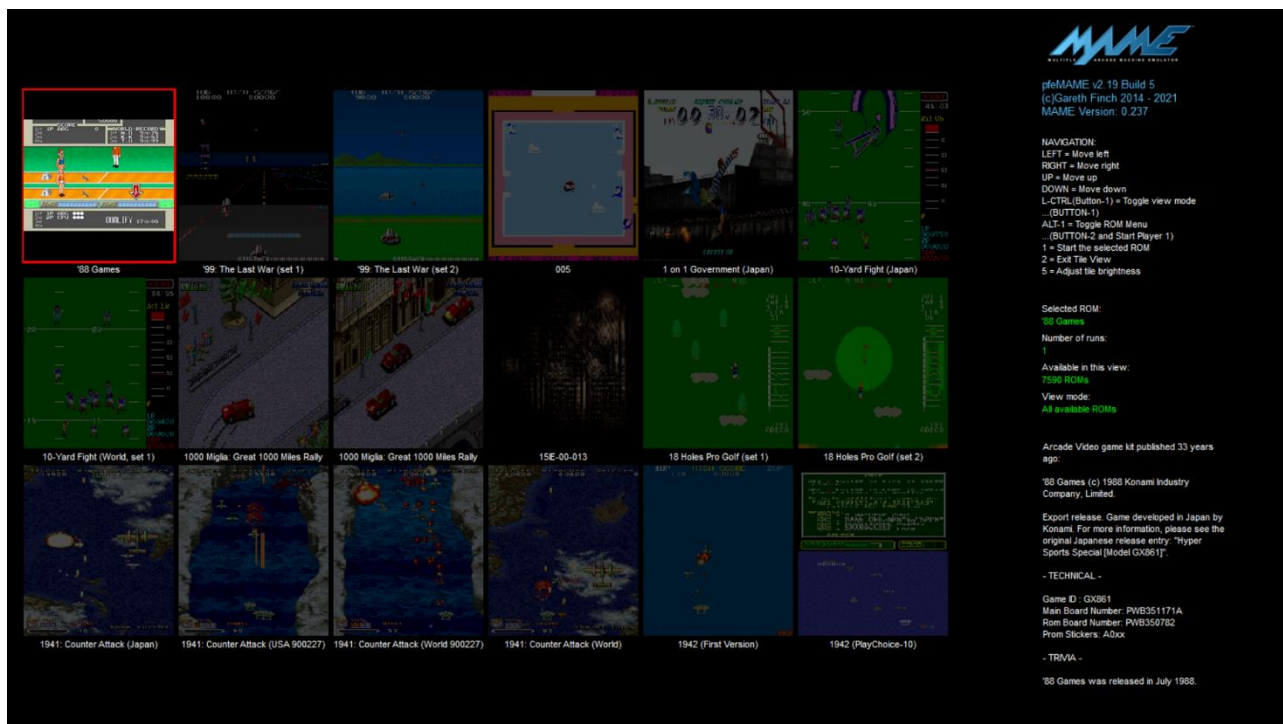 MAME
MULTIPLE ARCADE MACHINE EMULATOR
pfeMAME v2.19 Build 5
(c)Gareth Finch 2014 - 2021
MAME Version: 0.237
NAVIGATION:
LEFT = Move left
RIGHT = Move right
UP = Move up
DOWN = Move down
L-CTRL(Button-1) = Toggle view mode
...(BUTTON-1)
ALT-1 = Toggle ROM Menu
...(BUTTON-2 and Start Player 1)
1 = Start the selected ROM
2 = Exit Tile View
5 = Adjust tile brightness
SCORE
WORLD-RECORD
QUALIFY
'88 Games
'99: The Last War (set 1)
'99: The Last War (set 2)
005
1 on 1 Government (Japan)
10-Yard Fight (Japan)
10-Yard Fight (World, set 1)
1000 Miglia: Great 1000 Miles Rally
1000 Miglia: Great 1000 Miles Rally
15IE-00-013
18 Holes Pro Golf (set 1)
18 Holes Pro Golf (set 2)
1941: Counter Attack (Japan)
1941: Counter Attack (USA 900227)
1941: Counter Attack (World 900227)
1941: Counter Attack (World)
1942 (First Version)
1942 (PlayChoice-10)
Selected ROM:
'88 Games
Number of runs:
1
Available in this view:
7590 ROMs
View mode:
All available ROMs
Arcade Video game kit published 33 years
ago:
'88 Games (c) 1988 Konami Industry
Company, Limited.
Export release. Game developed in Japan by
Konami. For more information, please see the
original Japanese release entry: "Hyper
Sports Special [Model GX861]".
- TECHNICAL -
Game ID : GX861
Main Board Number: PWB351171A
Rom Board Number: PWB350782
Prom Stickers: A0xx
- TRIVIA -
'88 Games was released in July 1988.